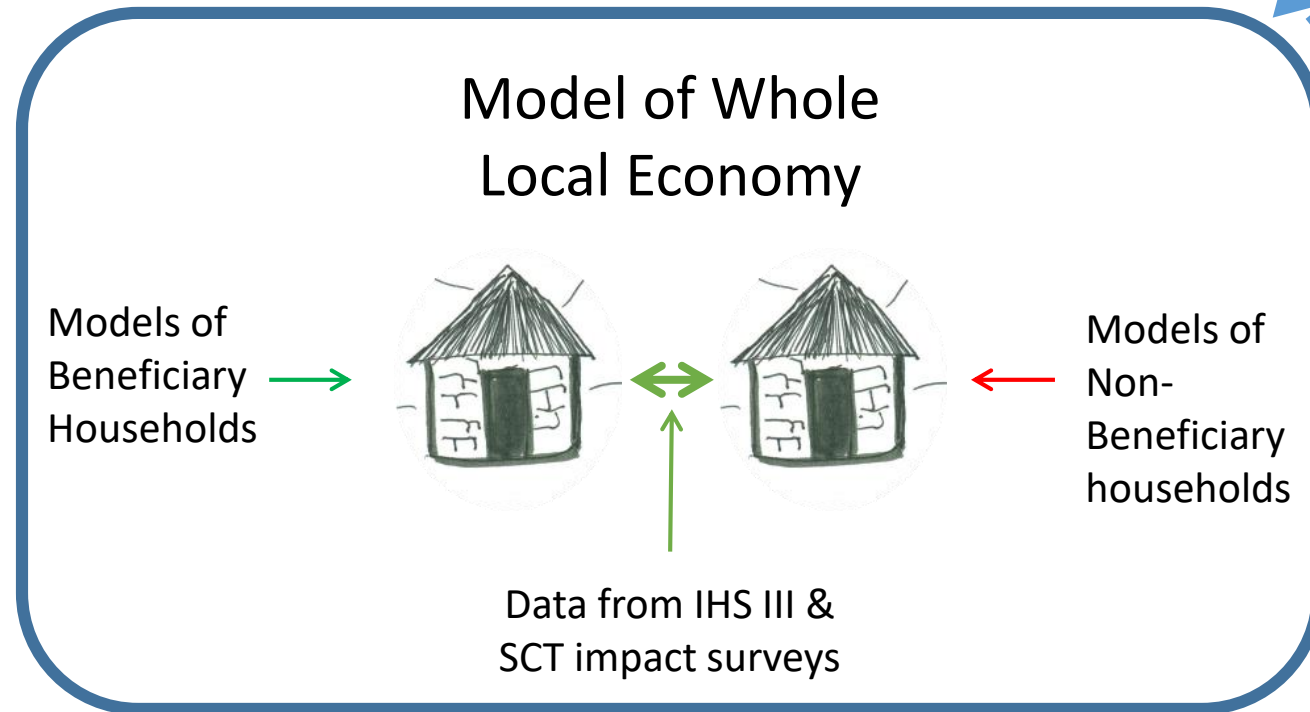 Model of Whole
Local Economy
Models of
Beneficiary
Households
Models of
Non-
Beneficiary
households
Data from IHS III &
SCT impact surveys